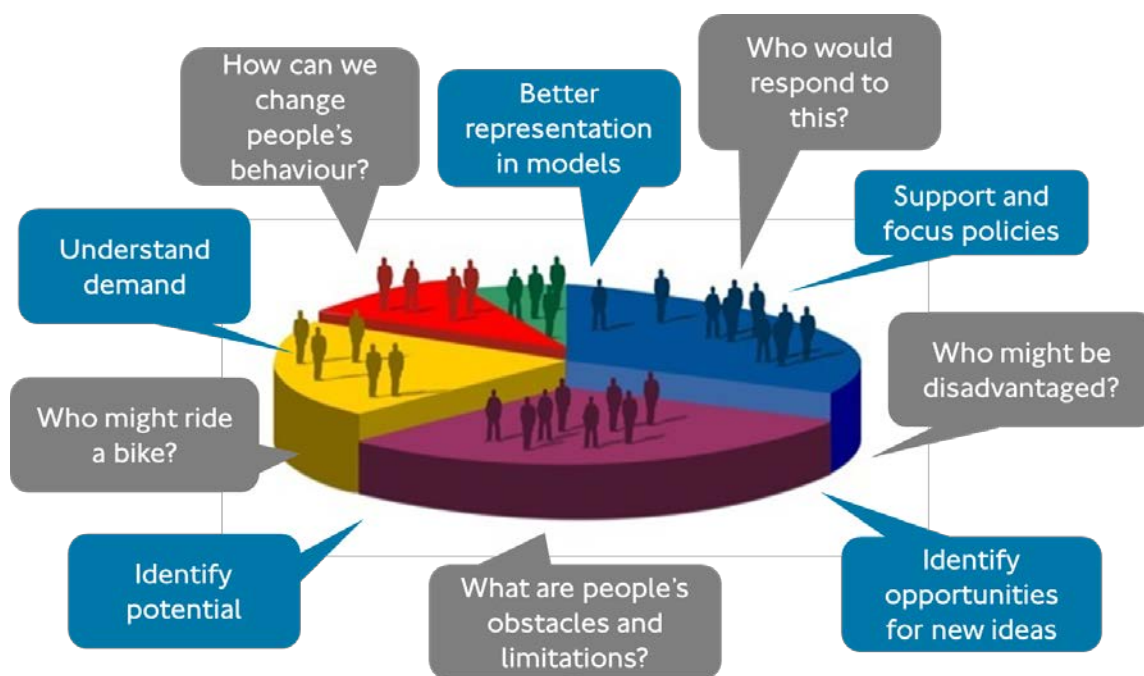 How can we
change
people's
behaviour?
Better
representation
in models
Who would
respond to
this?
Understand
demand
Support and
focus policies
Who might ride
a bike?
Who might be
disadvantaged?
Identify
potential
What are people's
obstacles and
limitations?
Identify
opportunities
for new ideas